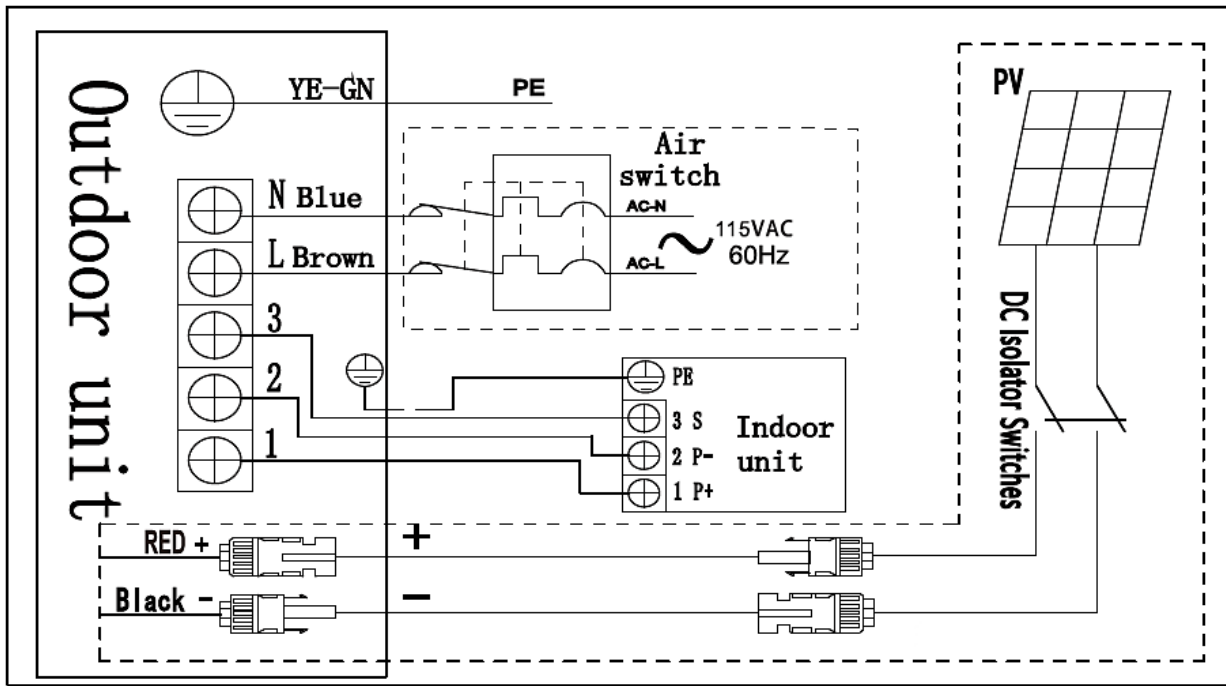 Outdoor unit
YE-GN
PE
N Blue
L Brown
3
2
1
Air
switch
AC-N
AC-L
115VAC
60Hz
PE
3 S
2 P-
1 P+
Indoor
unit
PV
DC Isolator Switches
RED +
+
Black -
-